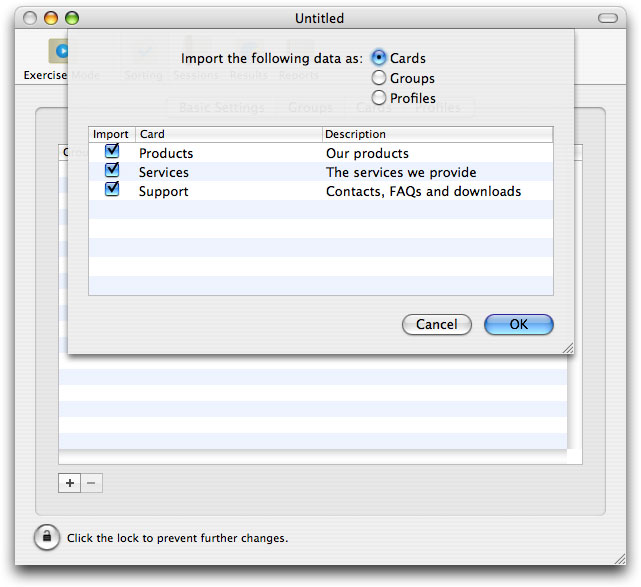 Untitled
Exercise Mode Sorting Sessions Results Reports
Import the following data as: Cards
Groups
Profiles
Basic Settings Groups Cards Profiles
Import Card Description
Products Our products
Services The services we provide
Support Contacts, FAQs and downloads
Cancel OK
+ −
Click the lock to prevent further changes.